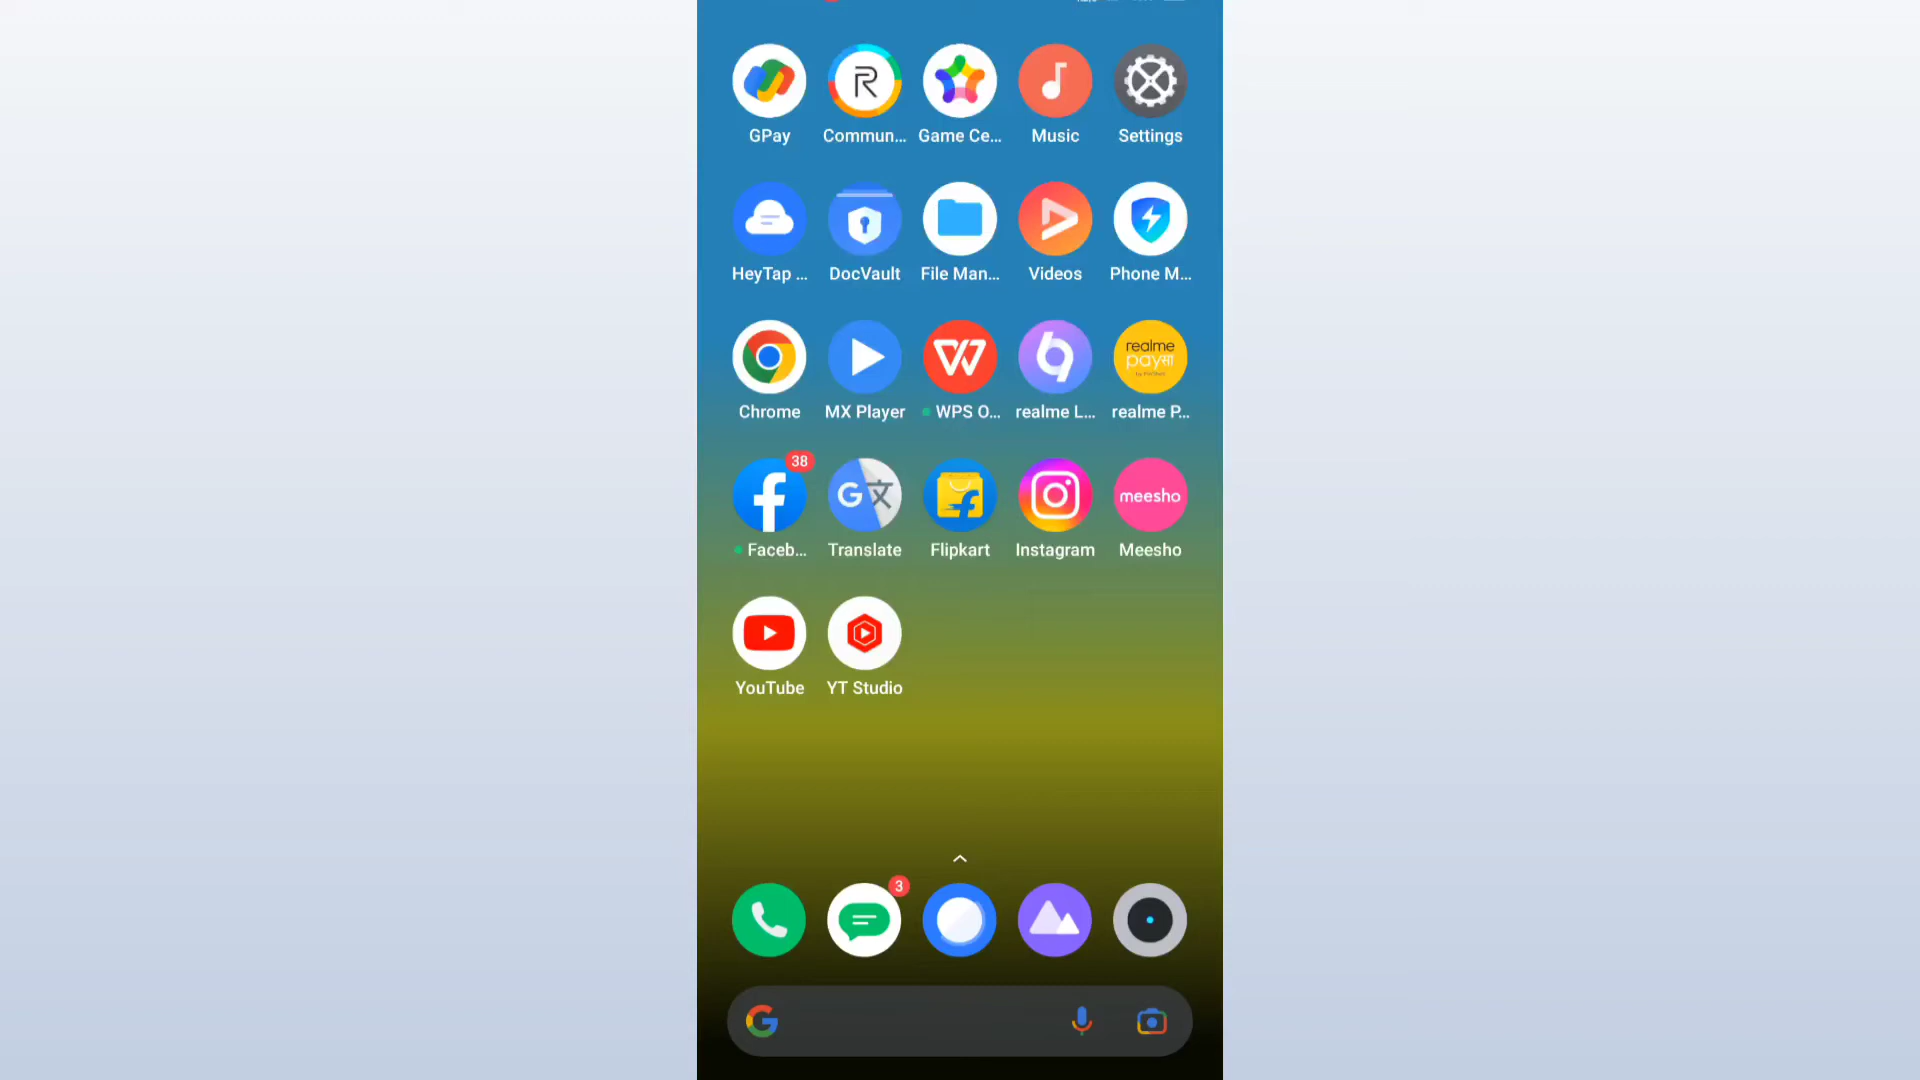 GPay Commun... Game Ce... Music Settings
HeyTap ... DocVault File Man... Videos Phone M...
realme
payसा
Chrome MX Player WPS O... realme L... realme P...
38
meesho
Faceb... Translate Flipkart Instagram Meesho
YouTube YT Studio
3